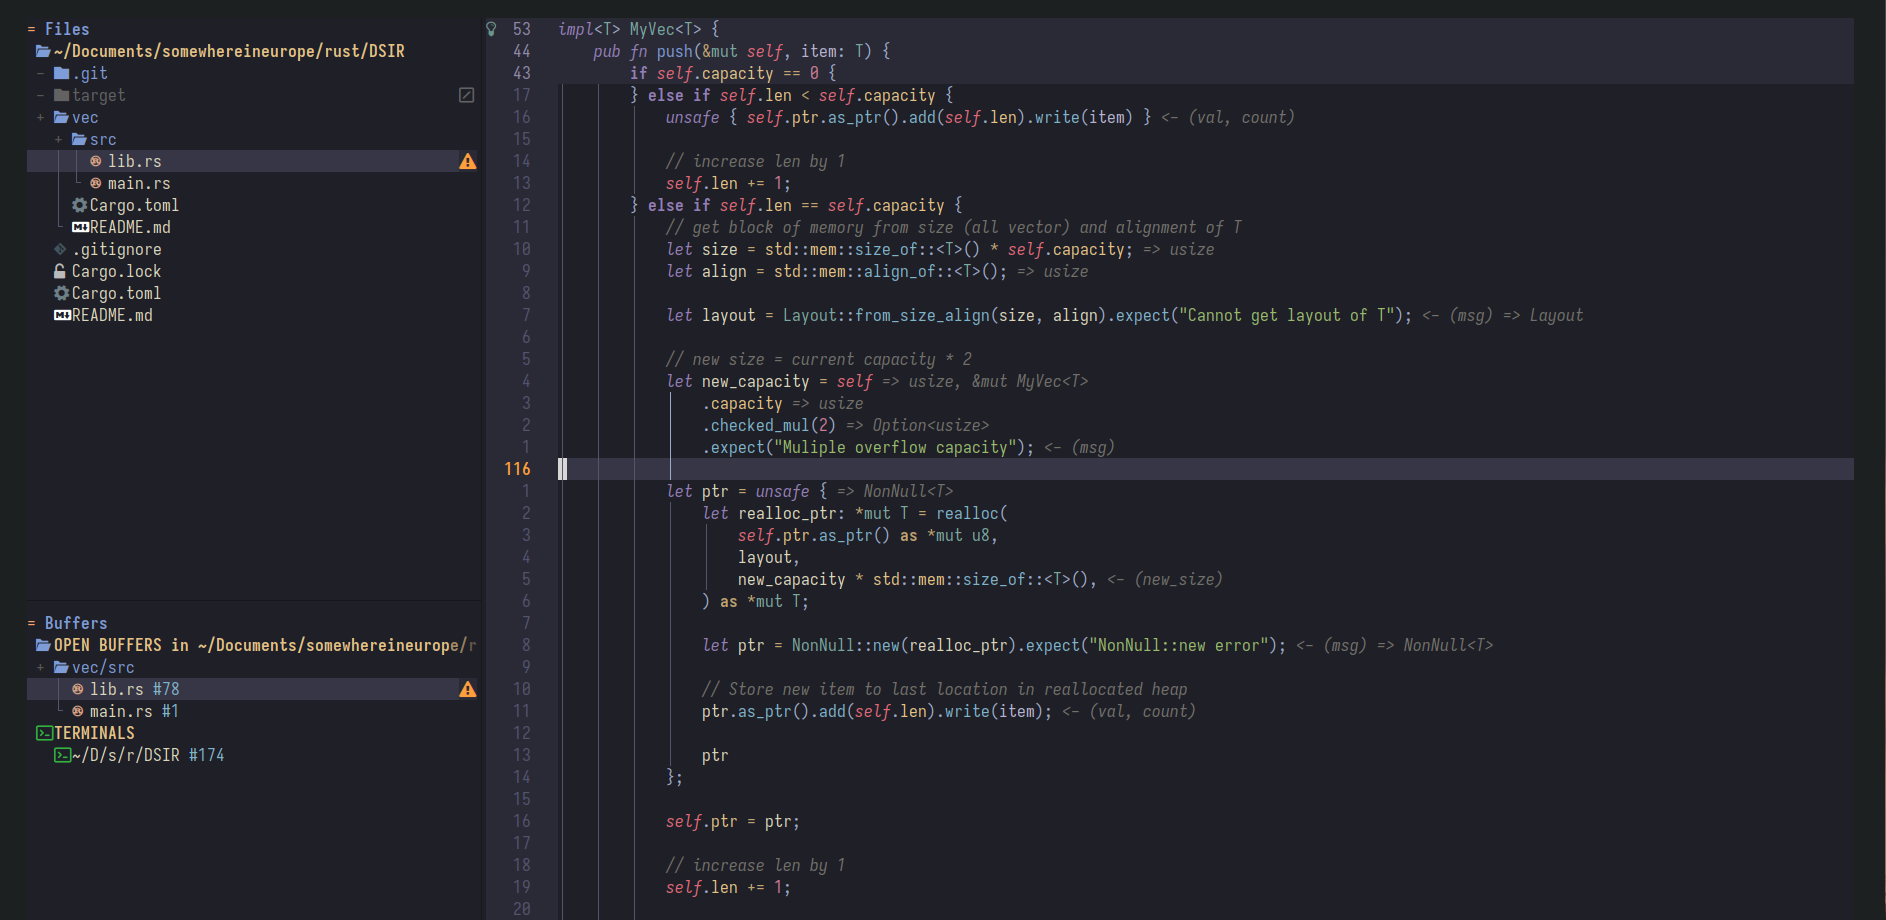 = Files
~/Documents/somewhereineurope/rust/DSIR
- .git
- target
+ vec
+ src
lib.rs
main.rs
Cargo.toml
README.md
.gitignore
Cargo.lock
Cargo.toml
README.md
= Buffers
OPEN BUFFERS in ~/Documents/somewhereineurope/r
+ vec/src
lib.rs #78
main.rs #1
TERMINALS
~/D/s/r/DSIR #174
53 impl<T> MyVec<T> {
44 pub fn push(&mut self, item: T) {
43 if self.capacity == 0 {
17 } else if self.len < self.capacity {
16 unsafe { self.ptr.as_ptr().add(self.len).write(item) } <- (val, count)
15
14 // increase len by 1
13 self.len += 1;
12 } else if self.len == self.capacity {
11 // get block of memory from size (all vector) and alignment of T
10 let size = std::mem::size_of::<T>() * self.capacity; => usize
9 let align = std::mem::align_of::<T>(); => usize
8
7 let layout = Layout::from_size_align(size, align).expect("Cannot get layout of T"); <- (msg) => Layout
6
5 // new size = current capacity * 2
4 let new_capacity = self => usize, &mut MyVec<T>
3 .capacity => usize
2 .checked_mul(2) => Option<usize>
1 .expect("Muliple overflow capacity"); <- (msg)
116
1 let ptr = unsafe { => NonNull<T>
2 let realloc_ptr: *mut T = realloc(
3 self.ptr.as_ptr() as *mut u8,
4 layout,
5 new_capacity * std::mem::size_of::<T>(), <- (new_size)
6 ) as *mut T;
7
8 let ptr = NonNull::new(realloc_ptr).expect("NonNull::new error"); <- (msg) => NonNull<T>
9
10 // Store new item to last location in reallocated heap
11 ptr.as_ptr().add(self.len).write(item); <- (val, count)
12
13 ptr
14 };
15
16 self.ptr = ptr;
17
18 // increase len by 1
19 self.len += 1;
20